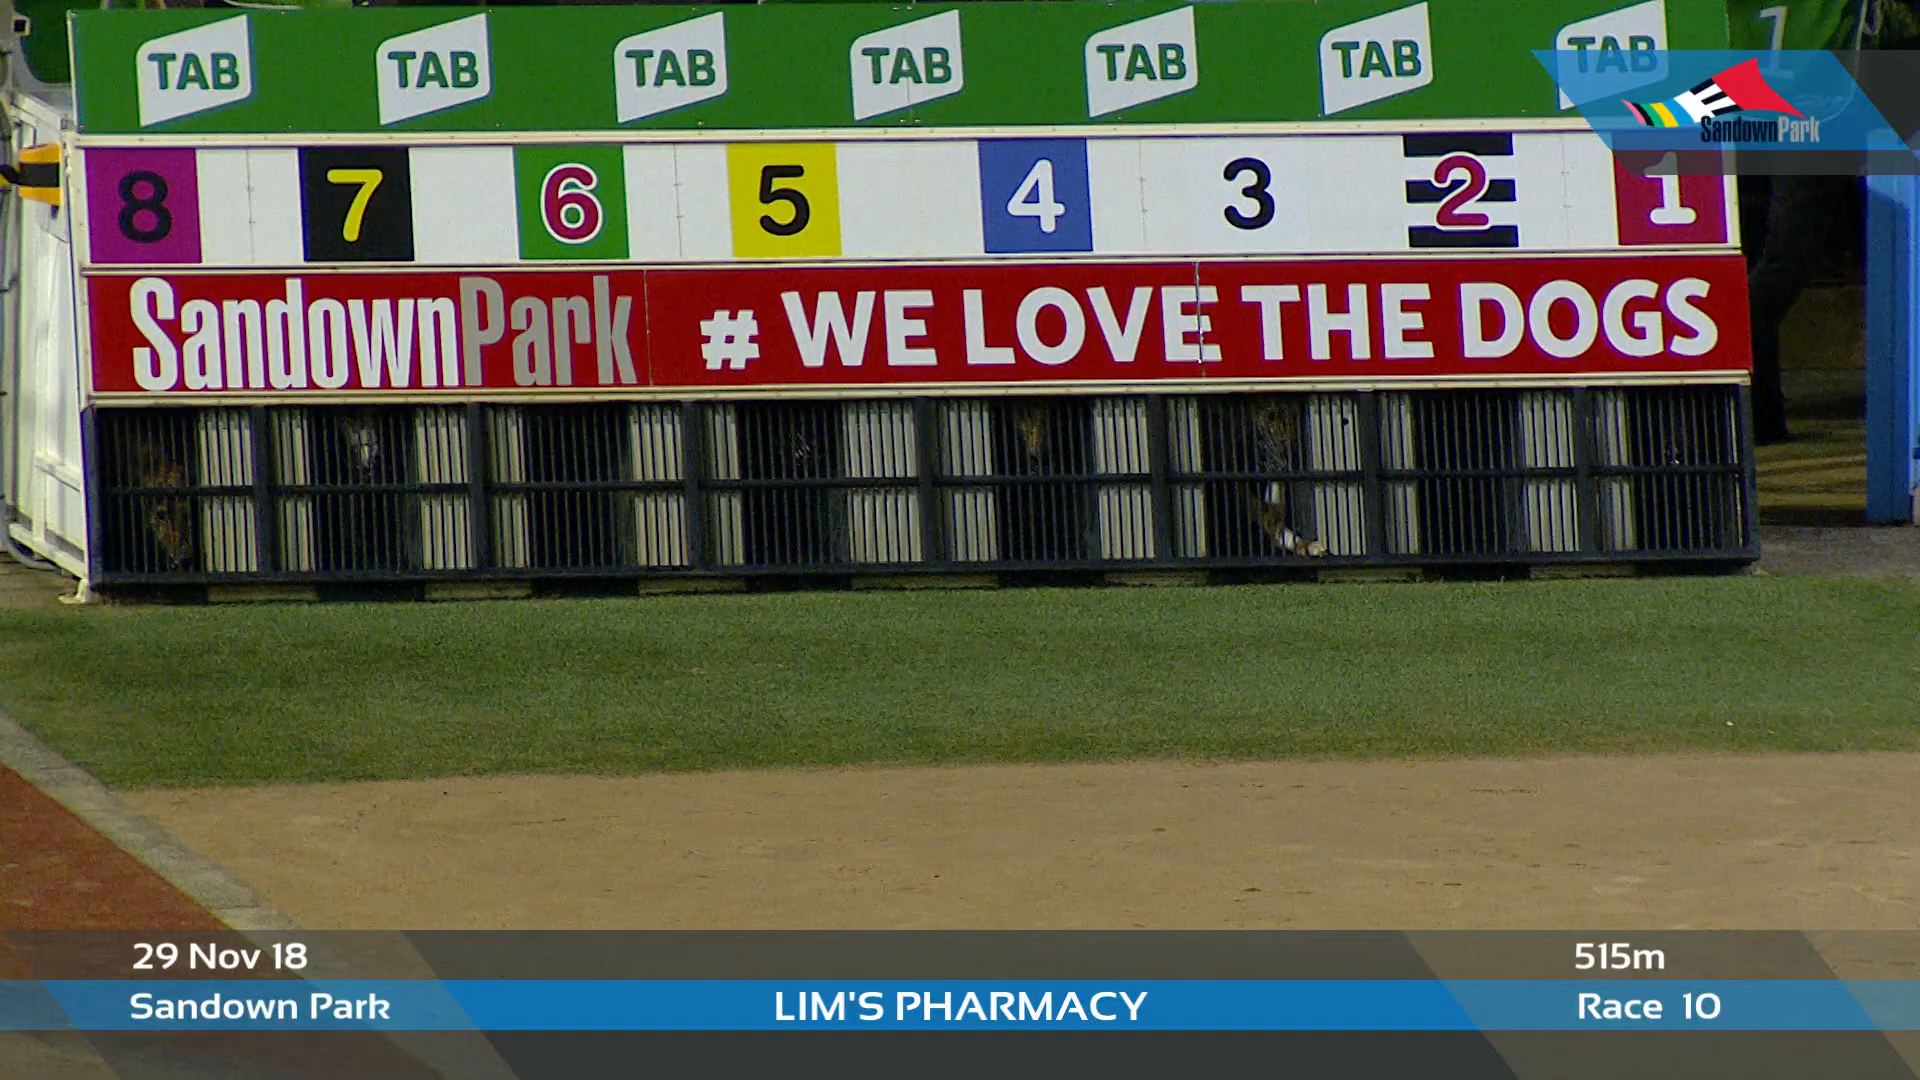 TAB TAB TAB TAB TAB TAB TAB 1
SandownPark
8 7 6 5 4 3 2 1
SandownPark # WE LOVE THE DOGS
29 Nov 18 515m
Sandown Park LIM'S PHARMACY Race 10